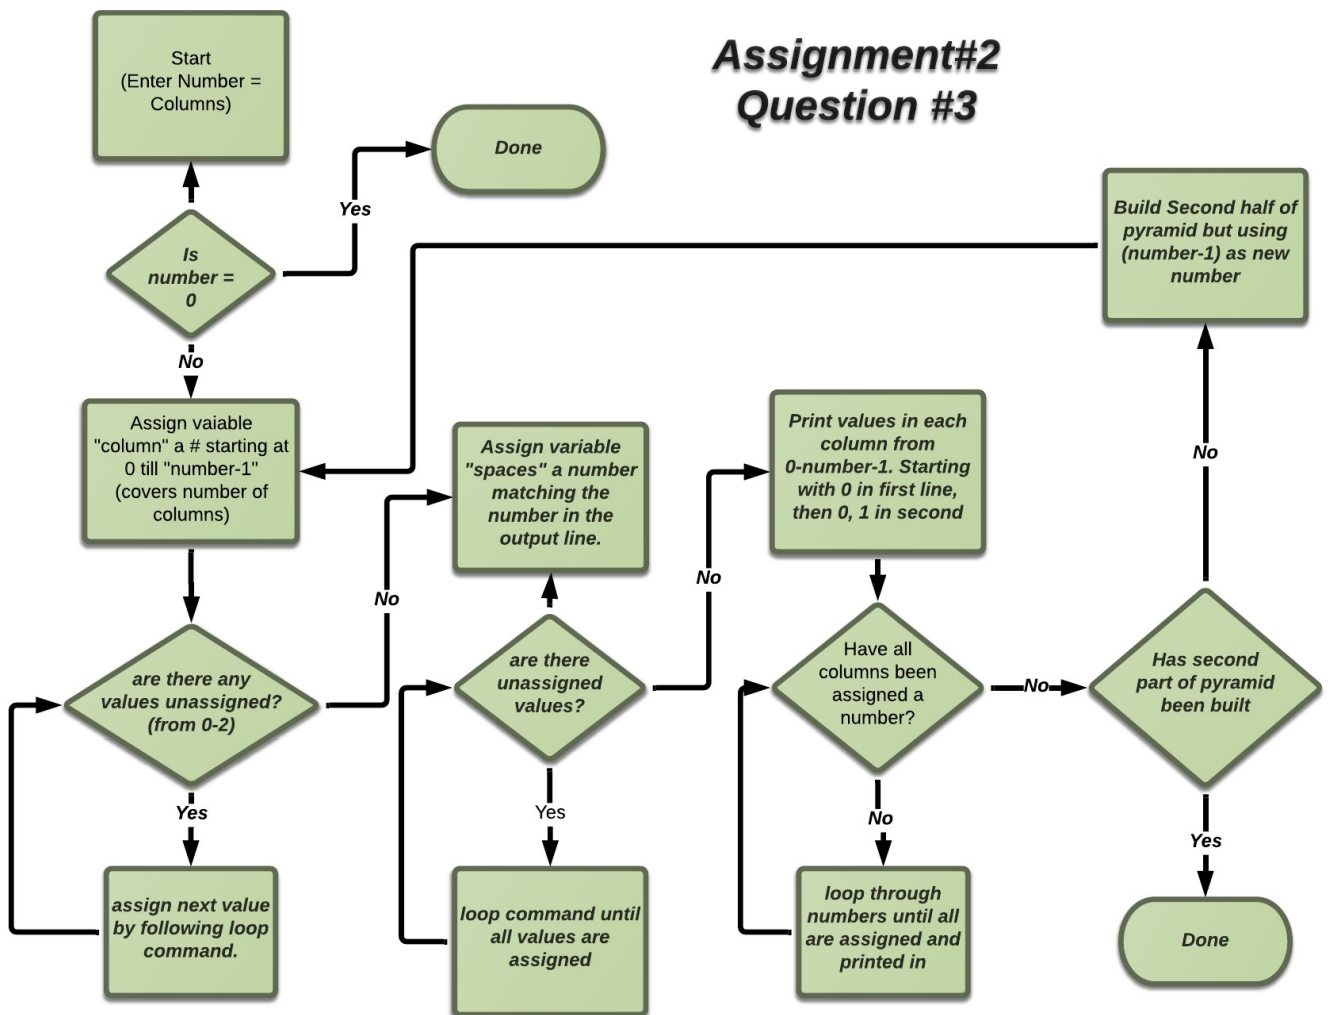 Assignment#2
Question #3
Start
(Enter Number =
Columns)
Done
Yes
Is
number =
0
No
Build Second half of
pyramid but using
(number-1) as new
number
Assign vaiable
"column" a # starting at
0 till "number-1"
(covers number of
columns)
Assign variable
"spaces" a number
matching the
number in the
output line.
Print values in each
column from
0-number-1. Starting
with 0 in first line,
then 0, 1 in second
No
No
No
are there any
values unassigned?
(from 0-2)
are there
unassigned
values?
Have all
columns been
assigned a
number?
No
Has second
part of pyramid
been built
Yes
Yes
No
Yes
assign next value
by following loop
command.
loop command until
all values are
assigned
loop through
numbers until all
are assigned and
printed in
Done